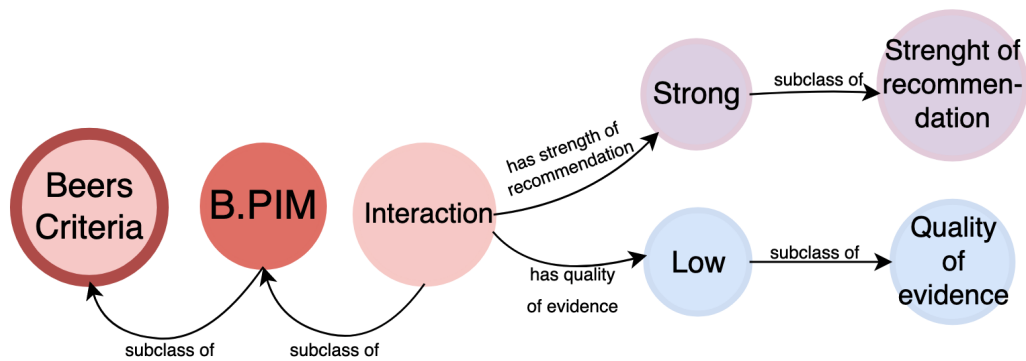 Beers
Criteria
B.PIM
Interaction
has strength of
recommendation
Strong
subclass of
Strenght of
recommen-
dation
has quality
of evidence
Low
subclass of
Quality
of
evidence
subclass of
subclass of